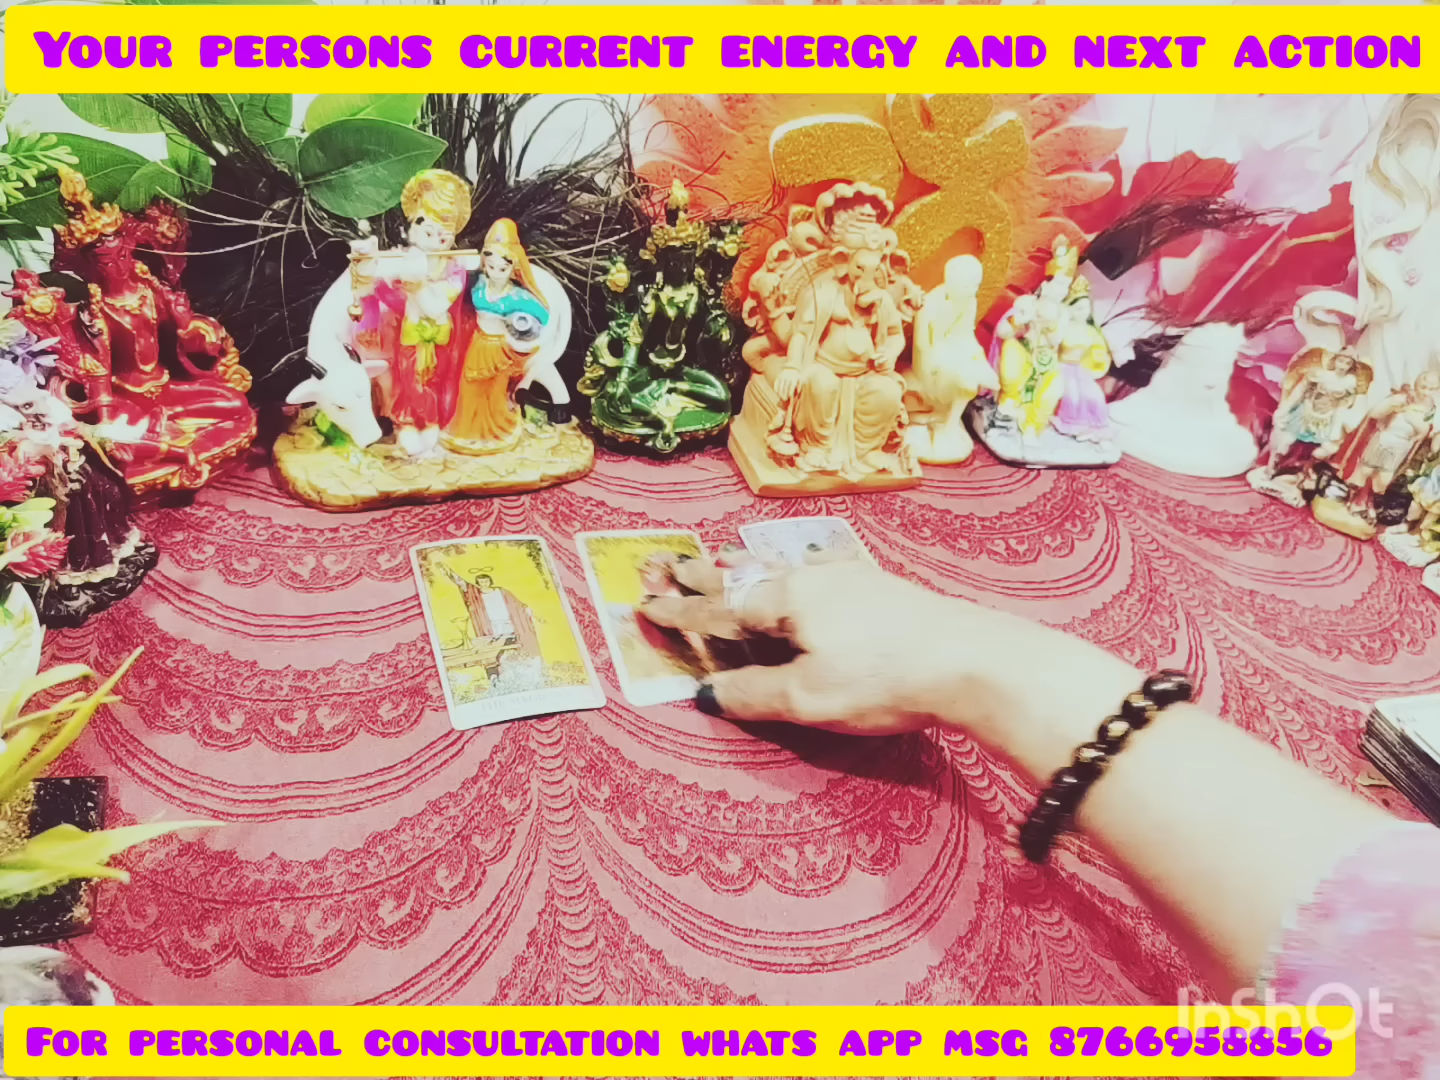 Your persons current energy and next action
For personal consultation whats app msg 8766958856
InShOt